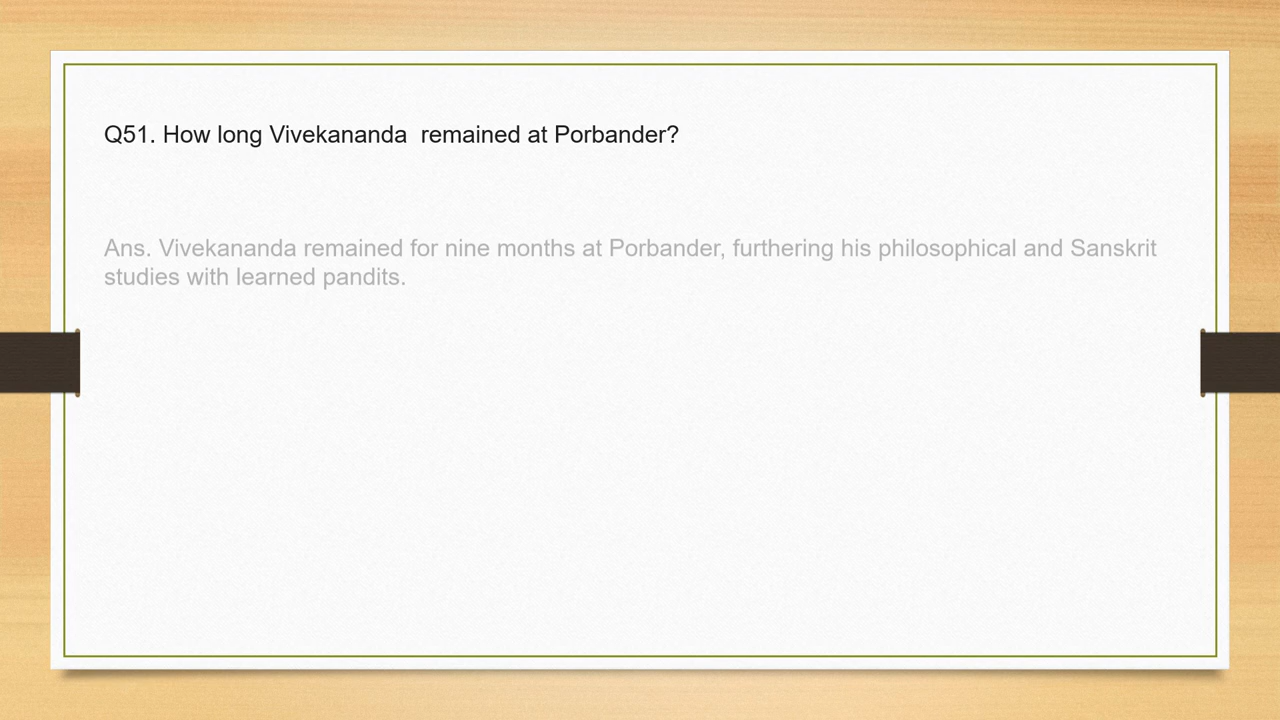 Q51. How long Vivekananda  remained at Porbander?
Ans. Vivekananda remained for nine months at Porbander, furthering his philosophical and Sanskrit
studies with learned pandits.